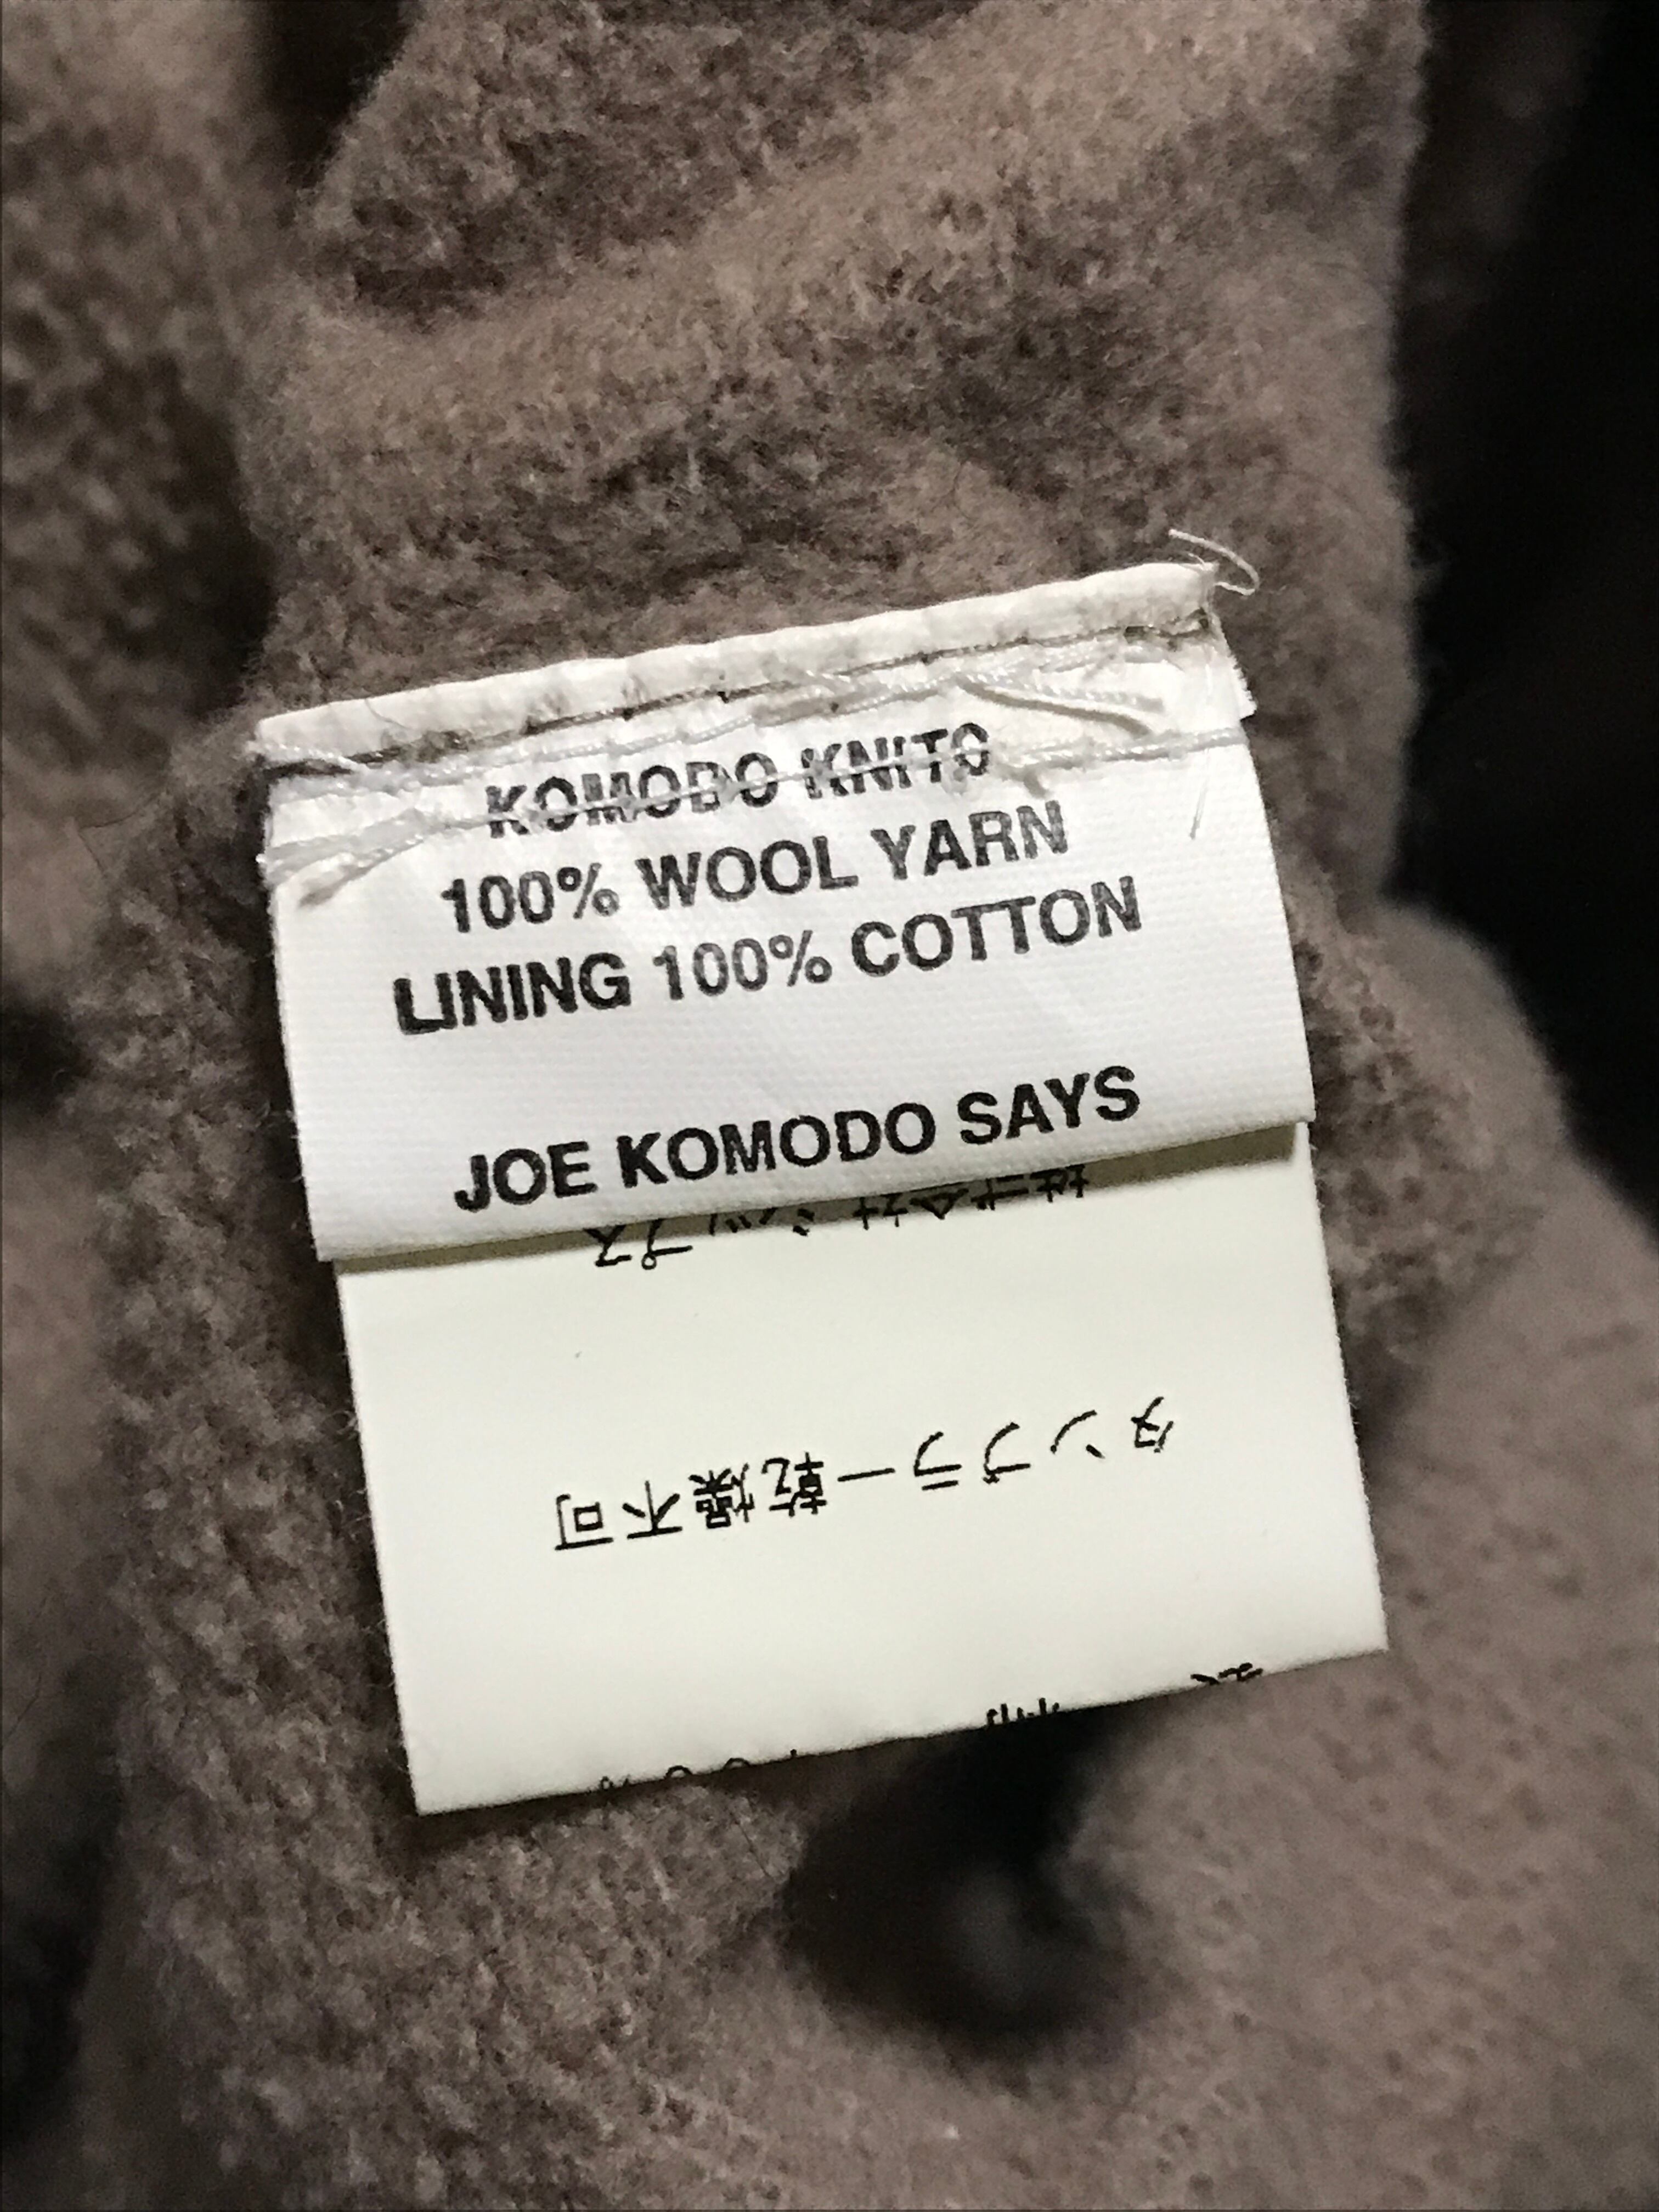 KOMODO KNITS
100% WOOL YARN
LINING 100% COTTON
JOE KOMODO SAYS
タンブラー乾燥不可